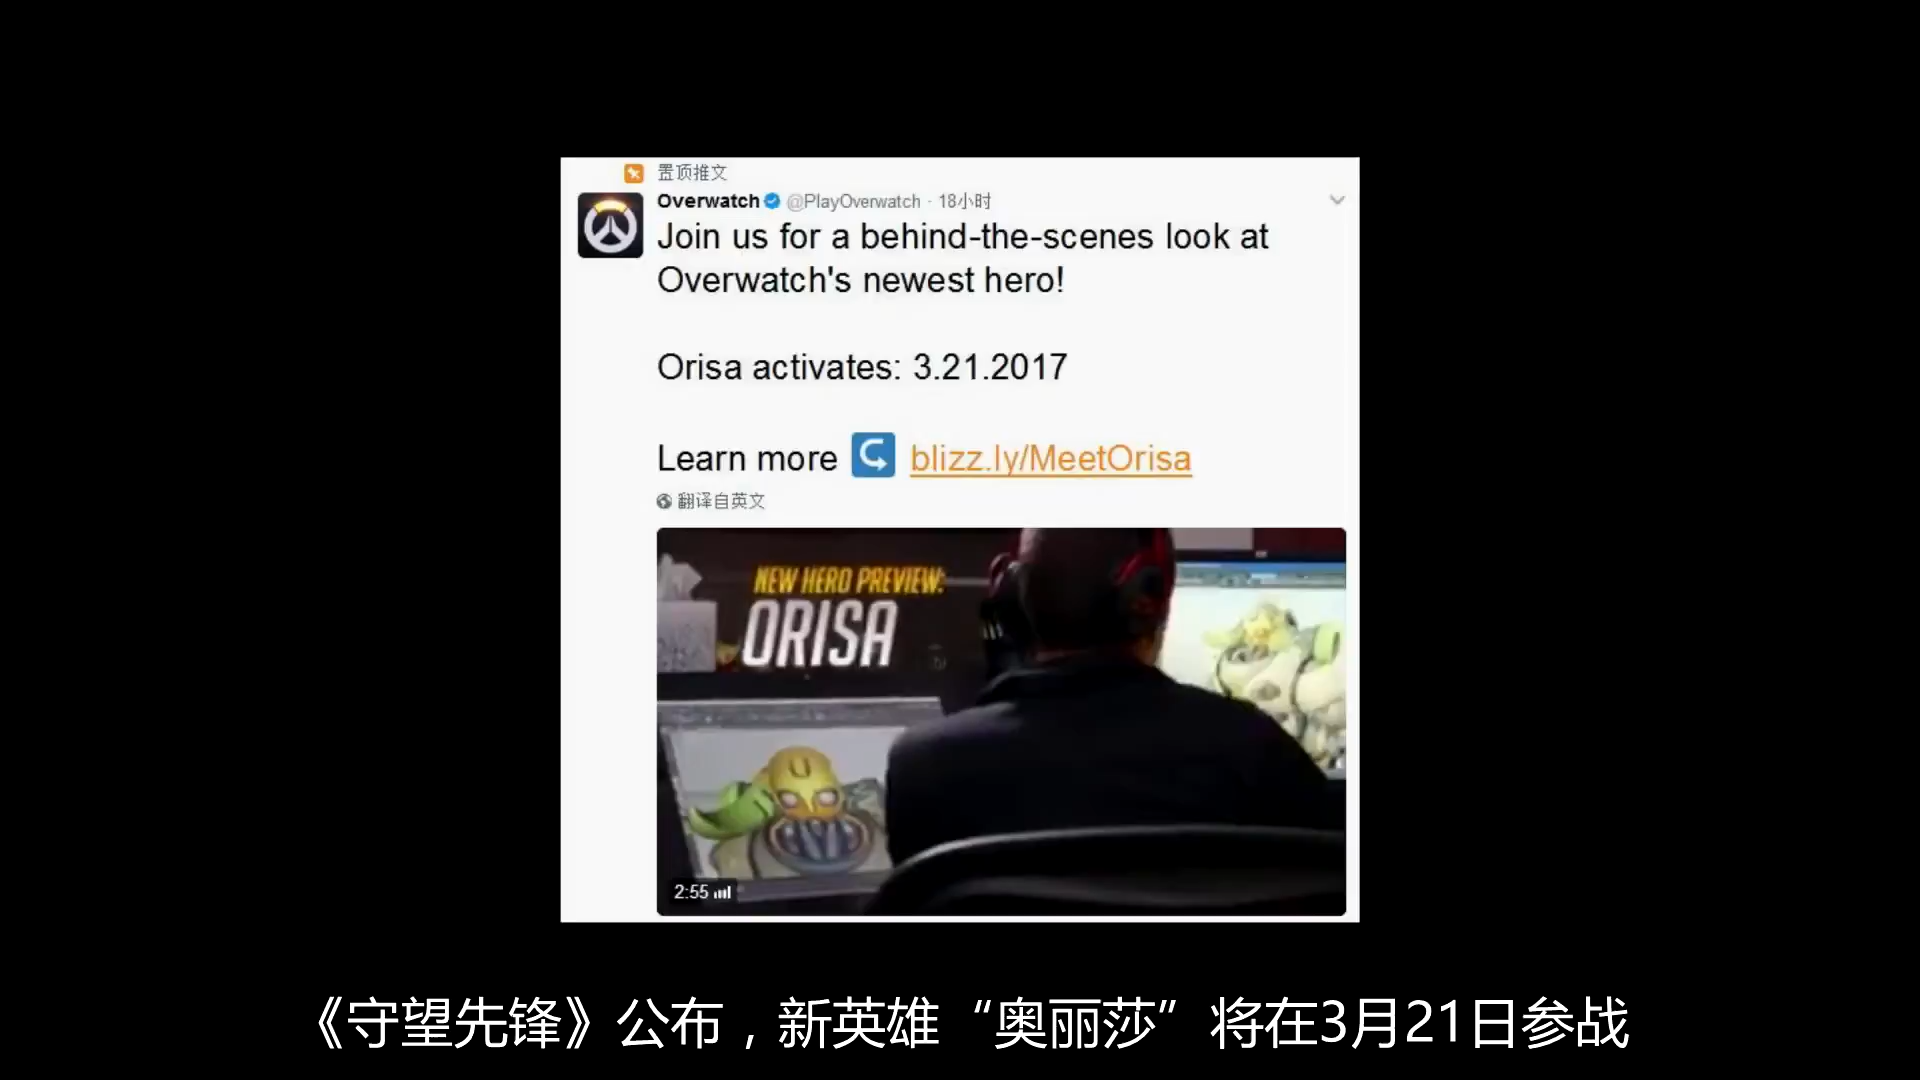 置顶推文
Overwatch @PlayOverwatch · 18小时
Join us for a behind-the-scenes look at
Overwatch's newest hero!
Orisa activates: 3.21.2017
Learn more blizz.ly/MeetOrisa
翻译自英文
NEW HERO PREVIEW:
ORISA
2:55
《守望先锋》公布，新英雄“奥丽莎”将在3月21日参战